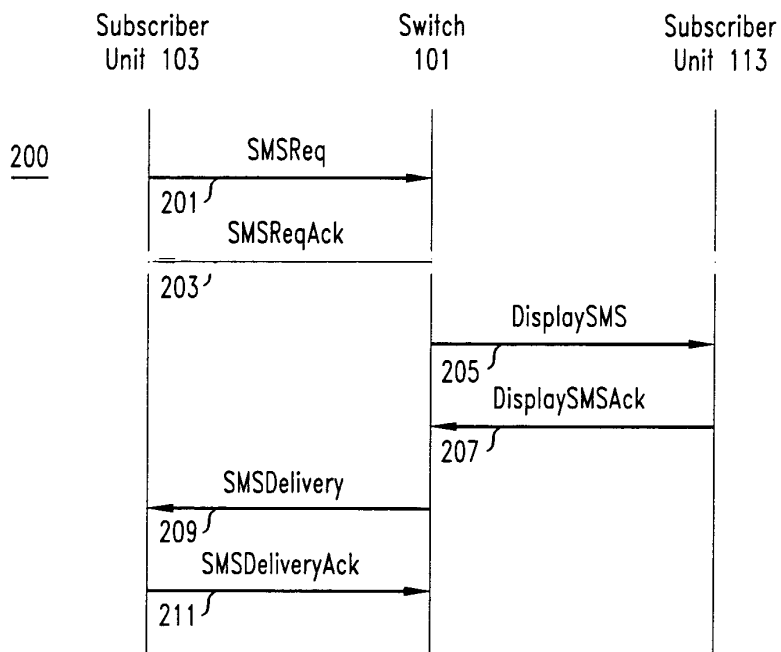 Subscriber
Unit 103
Switch
101
Subscriber
Unit 113
200
SMSReq
201
SMSReqAck
203
DisplaySMS
205
DisplaySMSAck
207
SMSDelivery
209
SMSDeliveryAck
211